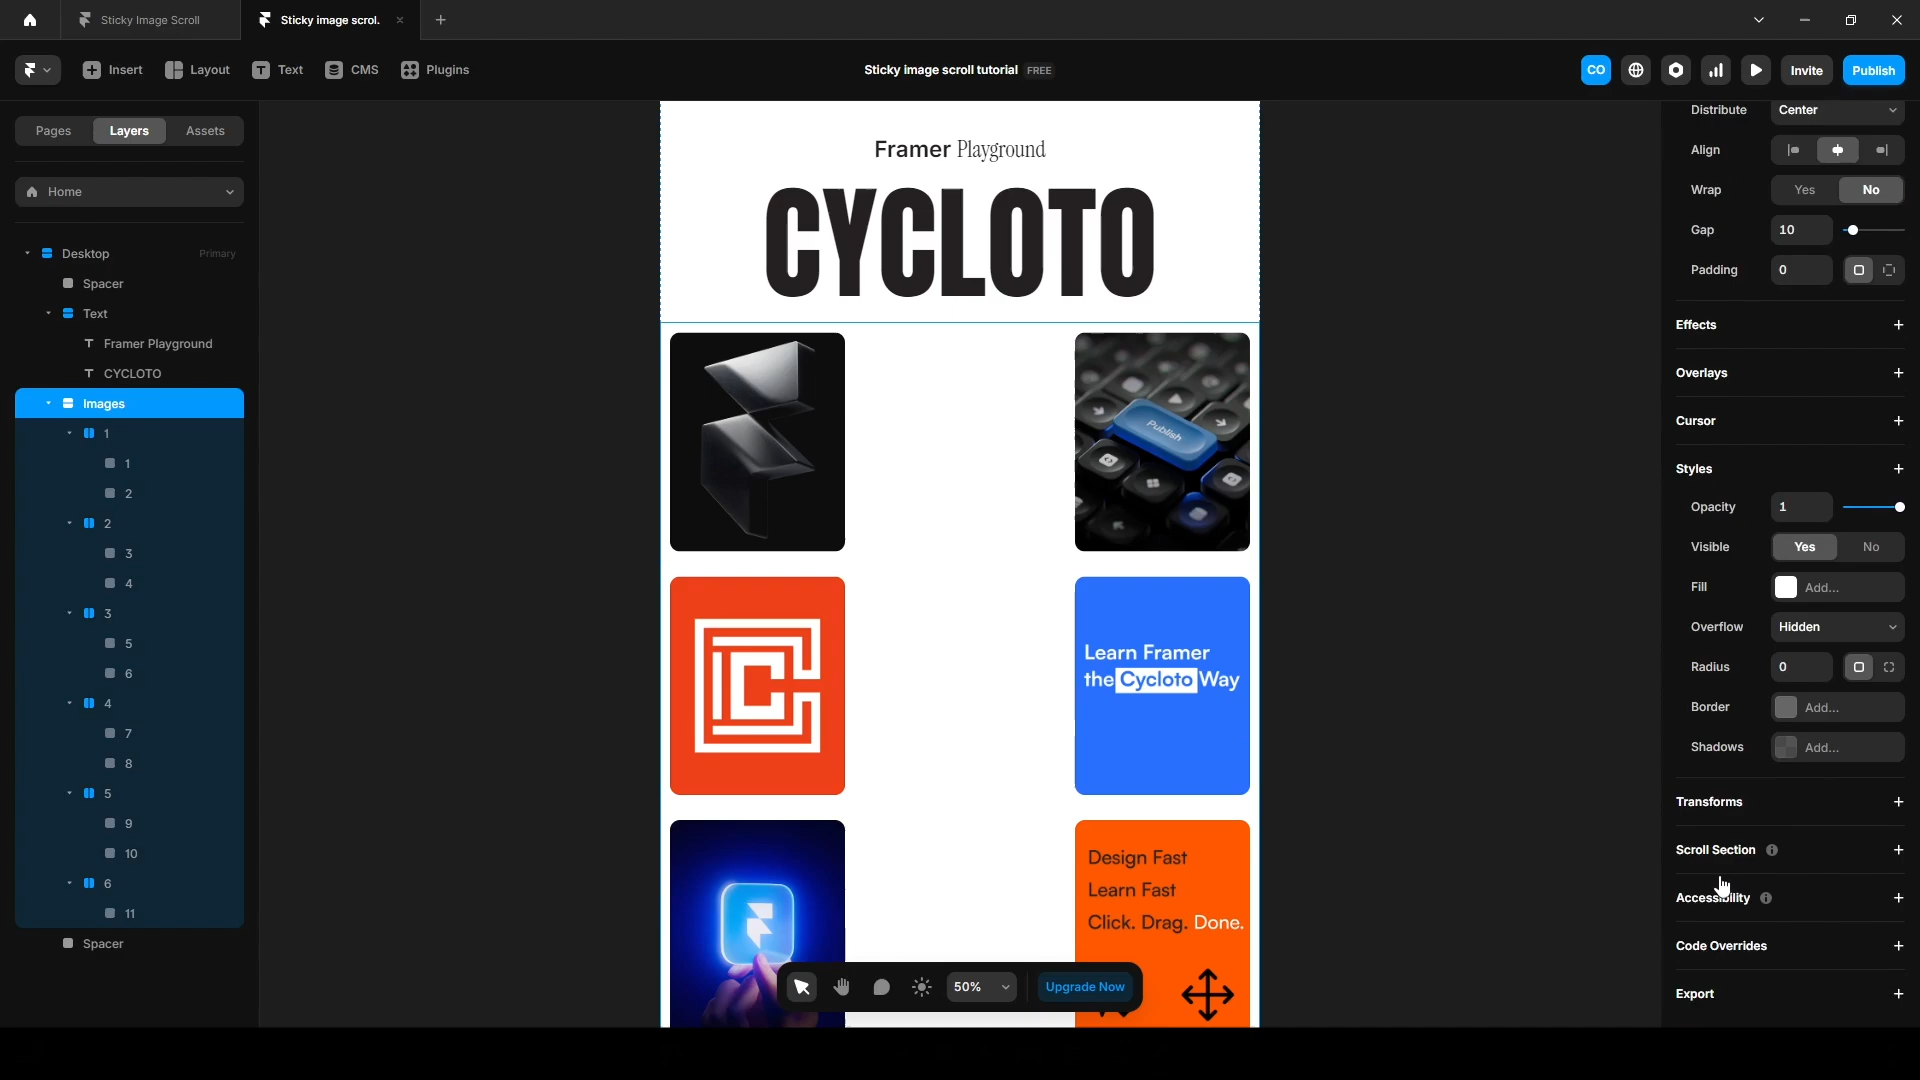 Sticky Image Scroll
Sticky image scrol.
Insert
Layout
Text
CMS
Plugins
Sticky image scroll tutorial FREE
CO
Invite
Publish
Pages
Layers
Assets
Home
Desktop
Primary
Spacer
Text
Framer Playground
CYCLOTO
Images
1
1
2
2
3
4
3
5
6
4
7
8
5
9
10
6
11
Spacer
Framer Playground
CYCLOTO
Publish
Learn Framer
the Cycloto Way
Design Fast
Learn Fast
Click. Drag. Done.
50%
Upgrade Now
Distribute
Center
Align
Wrap
Yes
No
Gap
10
Padding
0
Effects
Overlays
Cursor
Styles
Opacity
1
Visible
Yes
No
Fill
Add...
Overflow
Hidden
Radius
0
Border
Add...
Shadows
Add...
Transforms
Scroll Section
Accessibility
Code Overrides
Export